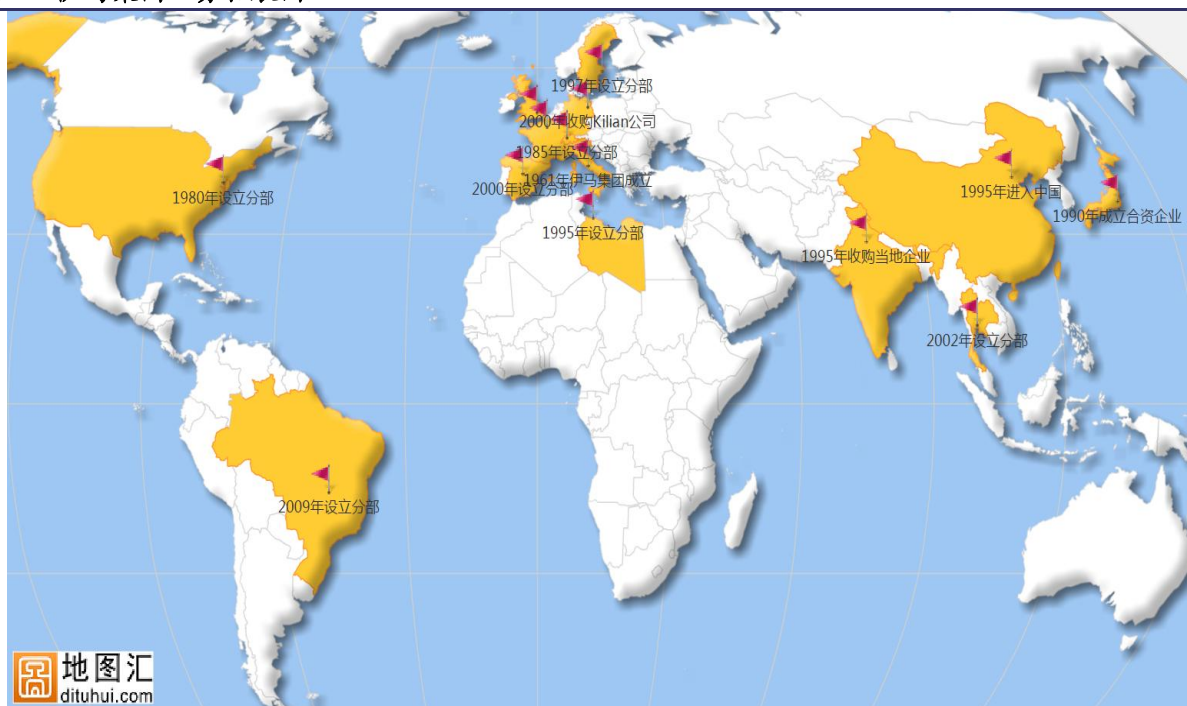 1997年设立分部
2000年收购Kilian公司
1985年设立分部
1961年伊马集团成立
2000年设立分部
1980年设立分部
1995年进入中国
1990年成立合资企业
1995年设立分部
1995年收购当地企业
2002年设立分部
2009年设立分部
地图汇
dituhui.com